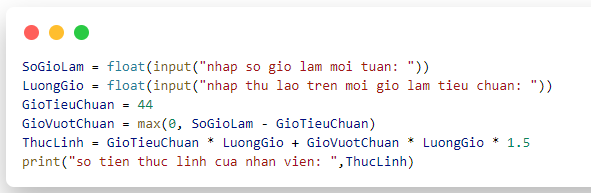 SoGioLam = float(input("nhap so gio lam moi tuan: "))
LuongGio = float(input("nhap thu lao tren moi gio lam tieu chuan: "))
GioTieuChuan = 44
GioVuotChuan = max(0, SoGioLam - GioTieuChuan)
ThucLinh = GioTieuChuan * LuongGio + GioVuotChuan * LuongGio * 1.5
print("so tien thuc linh cua nhan vien: ",ThucLinh)